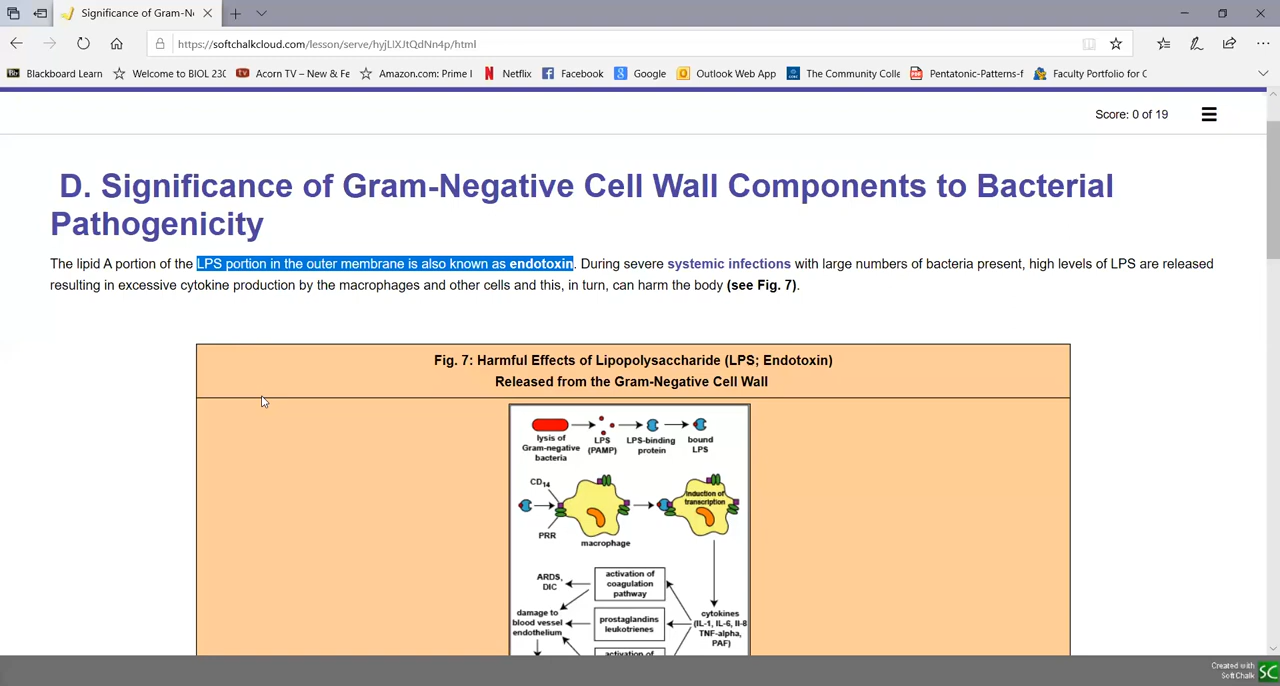 Significance of Gram-Ne
https://softchalkcloud.com/lesson/serve/hyjLIXJtQdNn4p/html
Bb Blackboard Learn Welcome to BIOL 230 Acorn TV – New & Fe Amazon.com: Prime I Netflix Facebook Google Outlook Web App The Community Colle Pentatonic-Patterns-f Faculty Portfolio for C
Score: 0 of 19
D. Significance of Gram-Negative Cell Wall Components to Bacterial
Pathogenicity
The lipid A portion of the LPS portion in the outer membrane is also known as endotoxin. During severe systemic infections with large numbers of bacteria present, high levels of LPS are released
resulting in excessive cytokine production by the macrophages and other cells and this, in turn, can harm the body (see Fig. 7).
Fig. 7: Harmful Effects of Lipopolysaccharide (LPS; Endotoxin)
Released from the Gram-Negative Cell Wall
lysis of
Gram-negative
bacteria
LPS
(PAMP)
LPS-binding
protein
bound
LPS
CD14
PRR
macrophage
induction of
transcription
ARDS,
DIC
activation of
coagulation
pathway
damage to
blood vessel
endothelium
prostaglandins
leukotrienes
cytokines
(IL-1, IL-6, Il-8
TNF-alpha,
PAF)
activation of
Created with
SoftChalk
SC